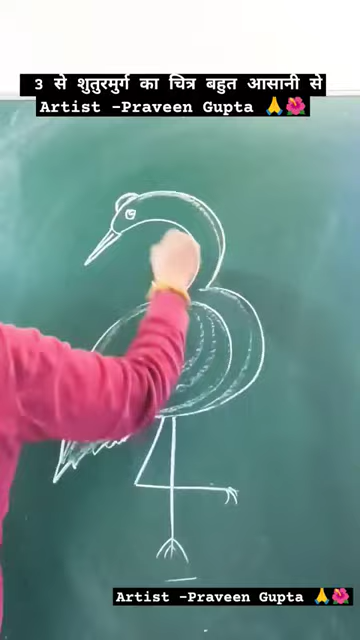 3 से शुतुरमुर्ग का चित्र बहुत आसानी से
Artist -Praveen Gupta 🙏🌺
Artist -Praveen Gupta 🙏🌺